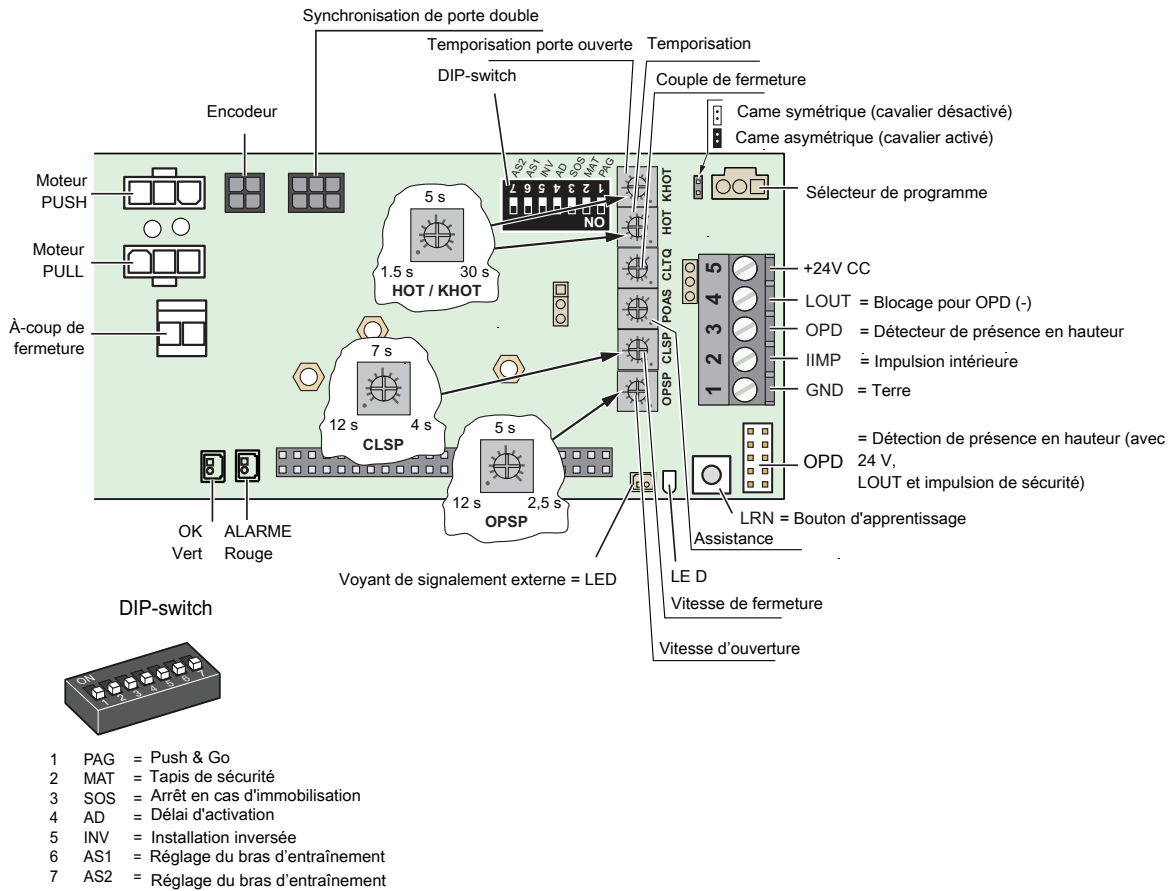 Synchronisation de porte double
Temporisation porte ouverte
Temporisation
DIP-switch
Couple de fermeture
Encodeur
Came symétrique (cavalier désactivé)
Came asymétrique (cavalier activé)
Moteur
PUSH
AS2
AS1
INV
AD
SOS
MAT
PAG
7 6 5 4 3 2 1
ON
KHOT
HOT
CLTQ
POAS
CLSP
OPSP
Sélecteur de programme
5 s
1.5 s 30 s
HOT / KHOT
Moteur
PULL
À-coup de
fermeture
5
4
3
2
1
+24V CC
LOUT = Blocage pour OPD (-)
OPD = Détecteur de présence en hauteur
IIMP = Impulsion intérieure
GND = Terre
7 s
12 s 4 s
CLSP
5 s
12 s 2,5 s
OPSP
OPD
= Détection de présence en hauteur (avec
24 V,
LOUT et impulsion de sécurité)
OK
Vert
ALARME
Rouge
LRN = Bouton d'apprentissage
Assistance
Voyant de signalement externe = LED
LE D
Vitesse de fermeture
Vitesse d’ouverture
DIP-switch
ON
1 2 3 4 5 6 7
1 PAG = Push & Go
2 MAT = Tapis de sécurité
3 SOS = Arrêt en cas d'immobilisation
4 AD = Délai d'activation
5 INV = Installation inversée
6 AS1 = Réglage du bras d’entraînement
7 AS2 = Réglage du bras d’entraînement